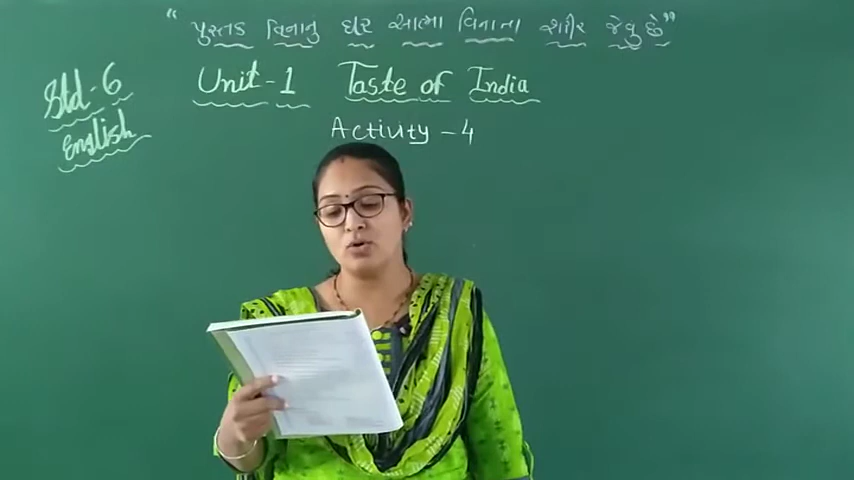 "પુસ્તક વિનાનુ ઘર આત્મા વિનાના શરીર જેવુ છે"
Std-6
English
Unit-1 Taste of India
Activity-4